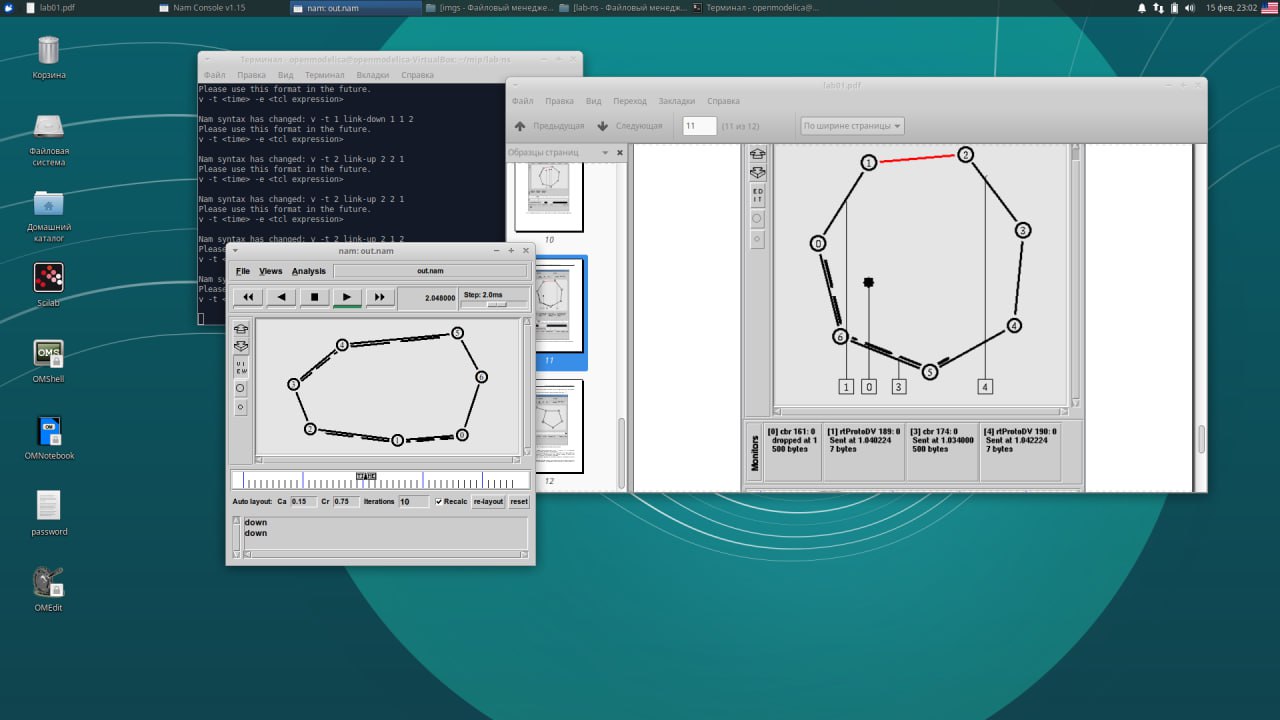 lab01.pdf
Nam Console v1.15
nam: out.nam
[imgs - Файловый менедже...
[lab-ns - Файловый менедж...
Терминал - openmodelica@...
15 фев, 23:02
Корзина
Файловая
система
Домашний
каталог
Scilab
OMS
OMShell
OM
OMNotebook
password
OMEdit
Терминал - openmodelica@openmodelica-VirtualBox: ~/mip/lab-ns
Файл Правка Вид Терминал Вкладки Справка
Please use this format in the future.
v -t <time> -e <tcl expression>
Nam syntax has changed: v -t 1 link-down 1 1 2
Please use this format in the future.
v -t <time> -e <tcl expression>
Nam syntax has changed: v -t 2 link-up 2 2 1
Please use this format in the future.
v -t <time> -e <tcl expression>
Nam syntax has changed: v -t 2 link-up 2 2 1
Please use this format in the future.
v -t <time> -e <tcl expression>
Nam syntax has changed: v -t 2 link-up 2 1 2
Pleas
v -t <
Nam sy
Pleas
v -t <
nam: out.nam
File Views Analysis out.nam
2.048000
Step: 2.0ms
VIEW
5
4
6
3
2
0
1
TIME
Auto layout: Ca 0.15 Cr 0.75 Iterations 10 Recalc re-layout reset
down
down
lab01.pdf
Файл Правка Вид Переход Закладки Справка
Предыдущая Следующая 11 (11 из 12) По ширине страницы
Образцы страниц
10
11
12
EDIT
2
1
3
0
4
6
5
1 0 3 4
Monitors
[0] cbr 161: 0
dropped at 1
500 bytes
[1] rtProtoDV 189: 0
Sent at 1.040224
7 bytes
[3] cbr 174: 0
Sent at 1.034000
500 bytes
[4] rtProtoDV 190: 0
Sent at 1.042224
7 bytes